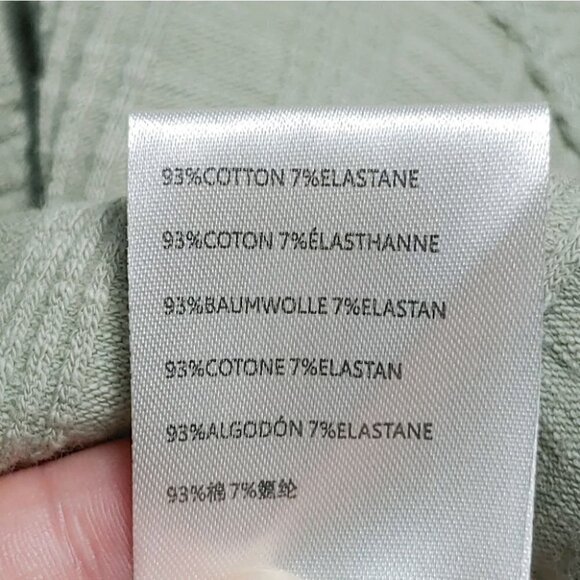 93%COTTON 7%ELASTANE
93%COTON 7%ÉLASTHANNE
93%BAUMWOLLE 7%ELASTAN
93%COTONE 7%ELASTAN
93%ALGODÓN 7%ELASTANE
93%棉 7%氨纶